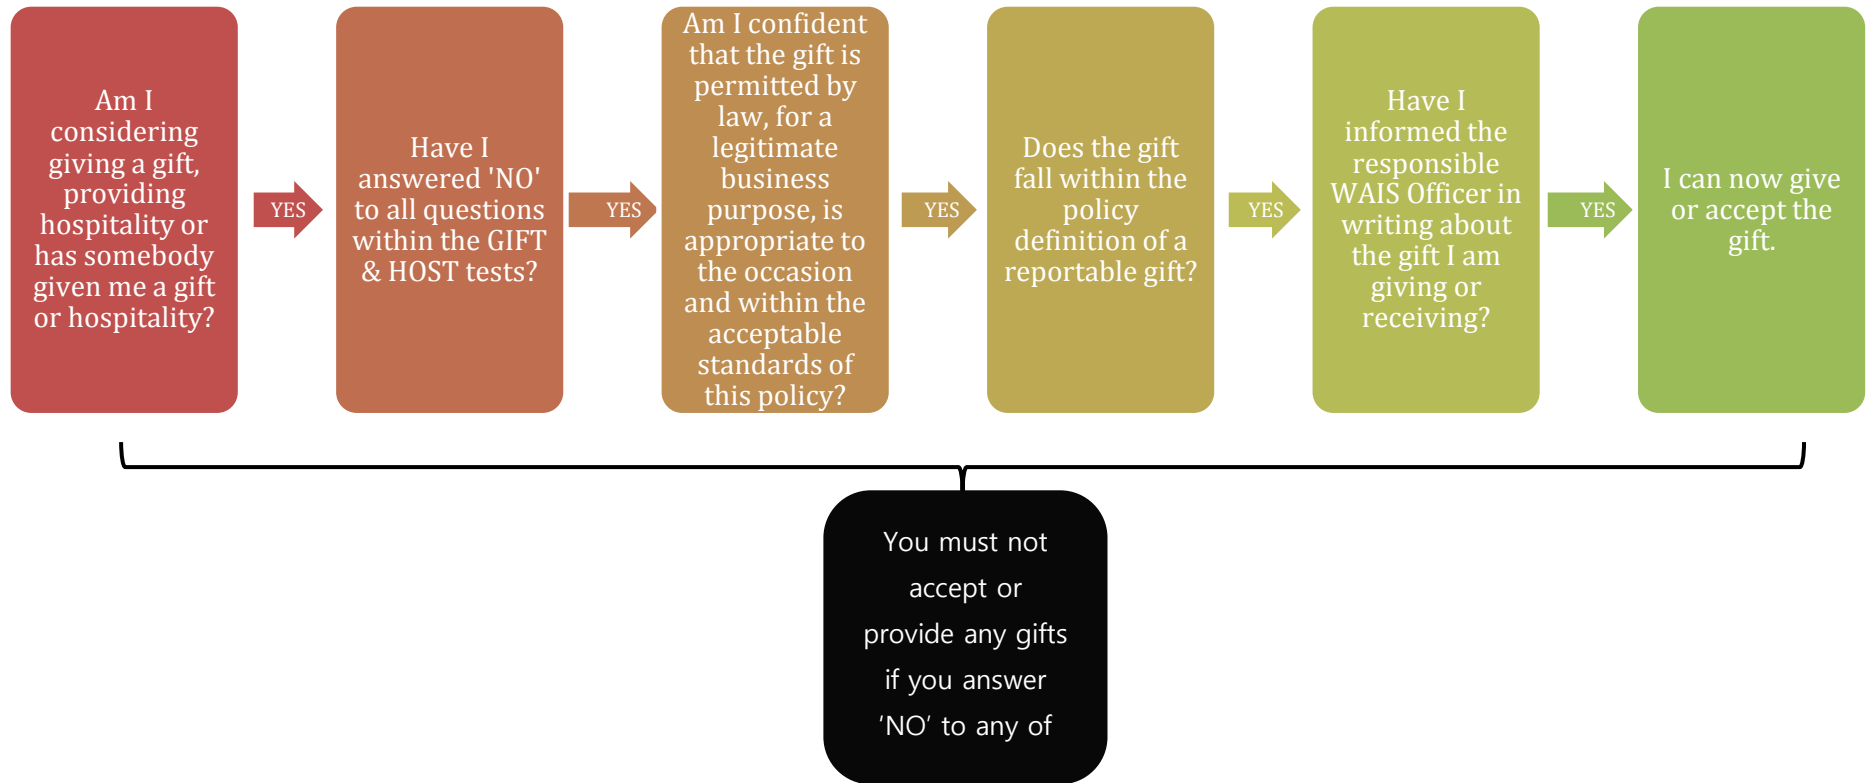 Am I
considering
giving a gift,
providing
hospitality or
has somebody
given me a gift
or hospitality?
YES
Have I
answered 'NO'
to all questions
within the GIFT
& HOST tests?
YES
Am I confident
that the gift is
permitted by
law, for a
legitimate
business
purpose, is
appropriate to
the occasion
and within the
acceptable
standards of
this policy?
YES
Does the gift
fall within the
policy
definition of a
reportable gift?
YES
Have I
informed the
responsible
WAIS Officer in
writing about
the gift I am
giving or
receiving?
YES
I can now give
or accept the
gift.
You must not
accept or
provide any gifts
if you answer
‘NO’ to any of